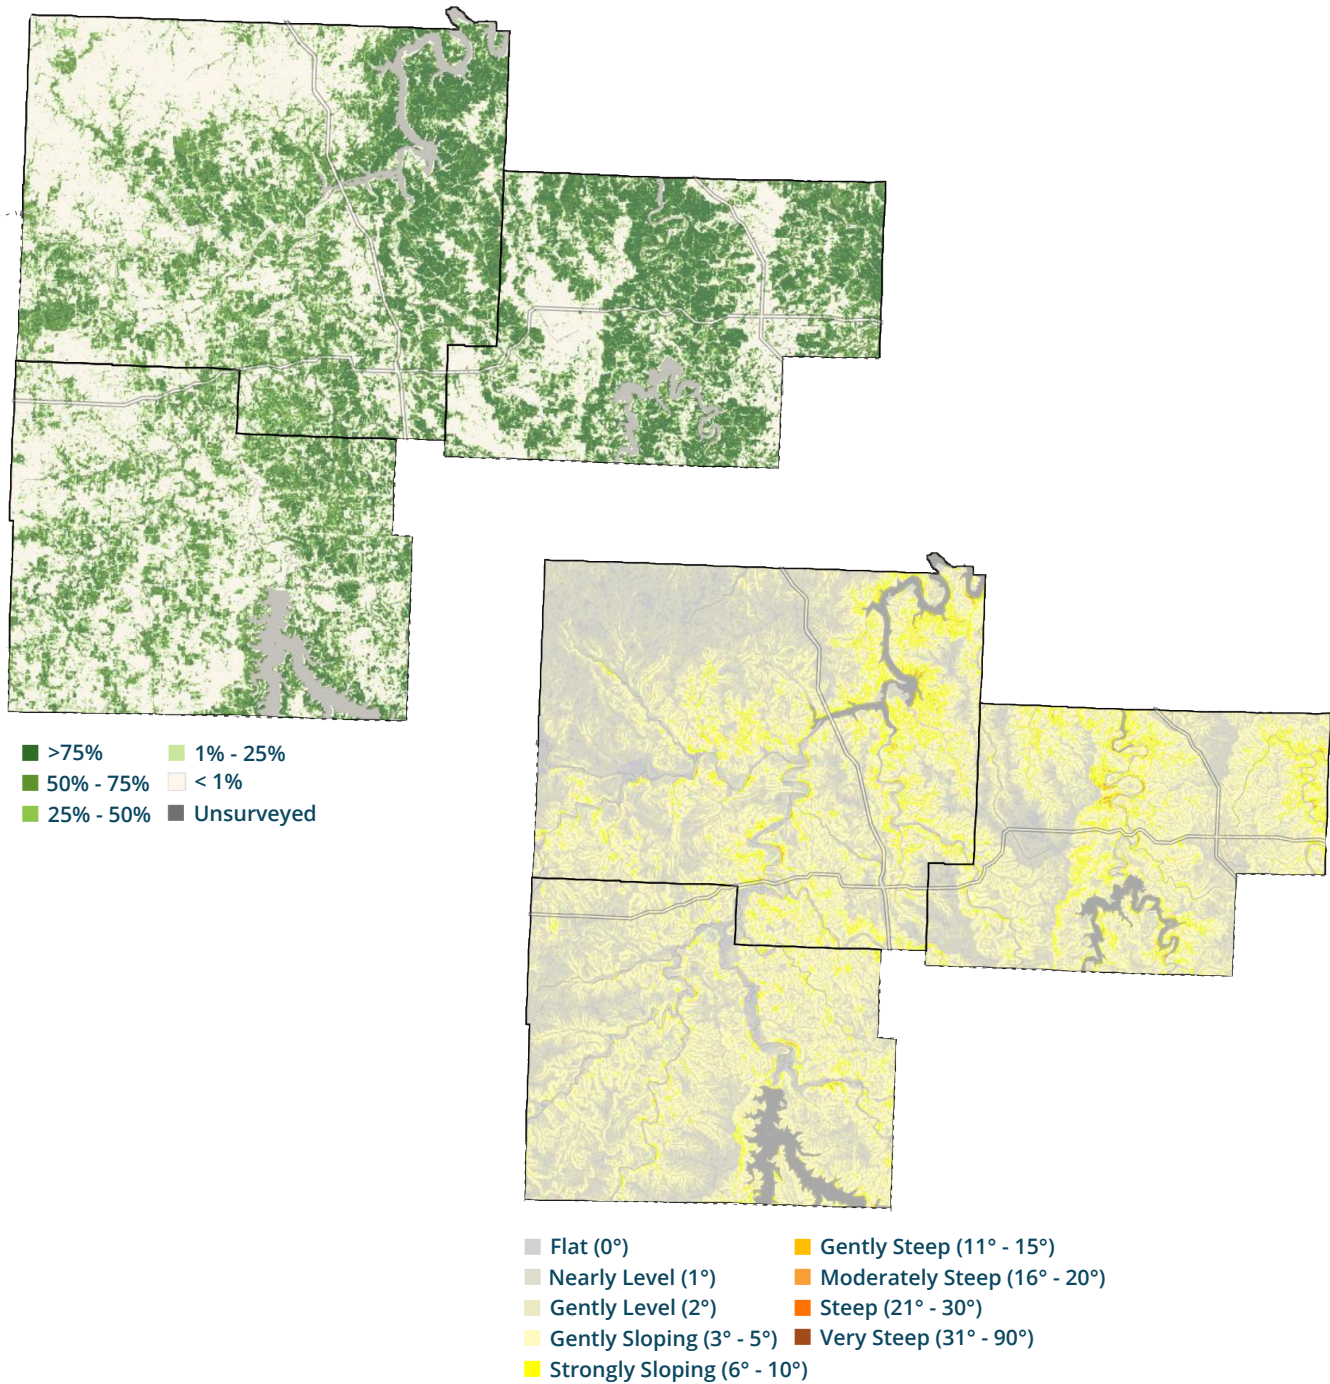 >75%
50% - 75%
25% - 50%
1% - 25%
< 1%
Unsurveyed
Flat (0°)
Nearly Level (1°)
Gently Level (2°)
Gently Sloping (3° - 5°)
Strongly Sloping (6° - 10°)
Gently Steep (11° - 15°)
Moderately Steep (16° - 20°)
Steep (21° - 30°)
Very Steep (31° - 90°)